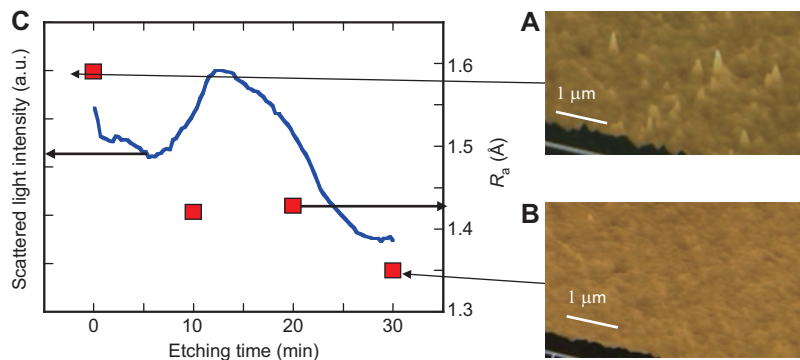 C
Scattered light intensity (a.u.)
0
10
20
30
Etching time (min)
1.6
1.5
1.4
1.3
Rₐ (Å)
A
1 µm
B
1 µm